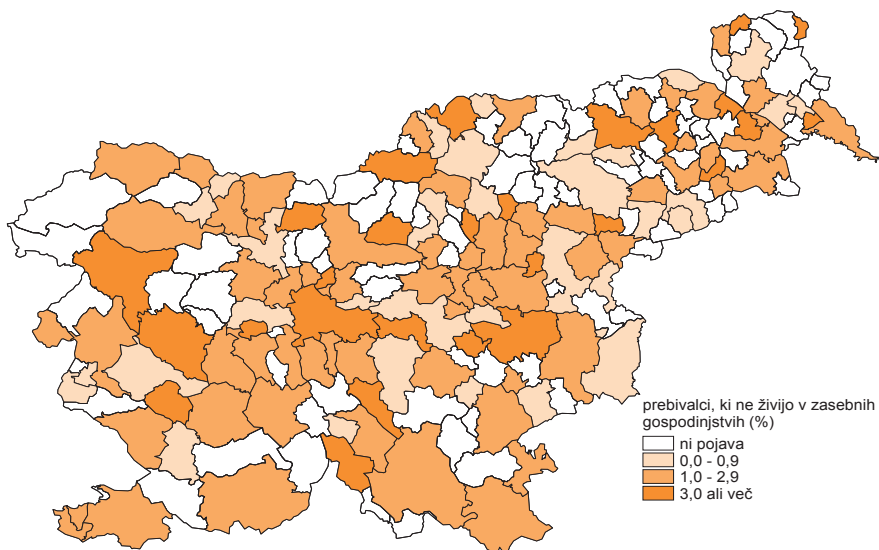 prebivalci, ki ne živijo v zasebnih
gospodinjstvih (%)
ni pojava
0,0 - 0,9
1,0 - 2,9
3,0 ali več